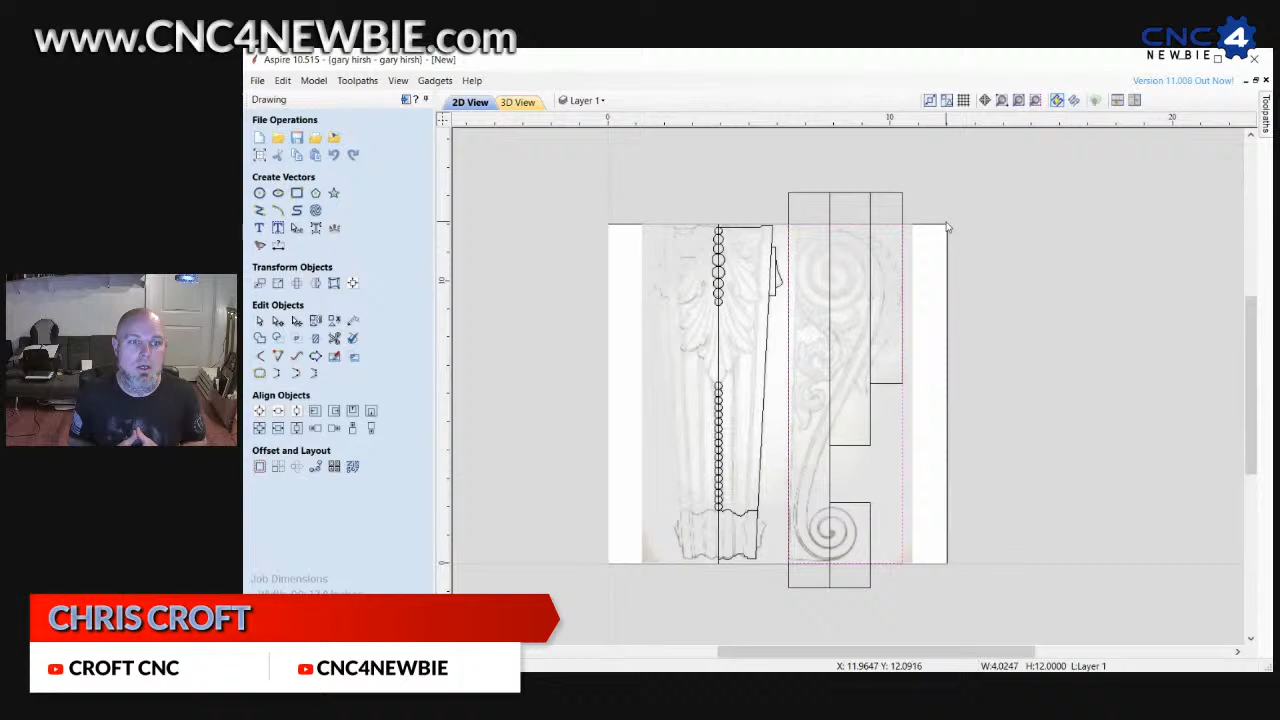 www.CNC4NEWBIE.com
CNC
4
NEWBIE
Aspire 10.515 - {gary hirsh - gary hirsh} - [New]
File Edit Model Toolpaths View Gadgets Help
Version 11.008 Out Now!
Drawing
2D View 3D View Layer 1
Toolpaths
0 10 20
File Operations
Create Vectors
Transform Objects
Edit Objects
Align Objects
Offset and Layout
10
0
Job Dimensions
CHRIS CROFT
CROFT CNC CNC4NEWBIE
X: 11.9647 Y: 12.0916 W:4.0247 H:12.0000 L:Layer 1